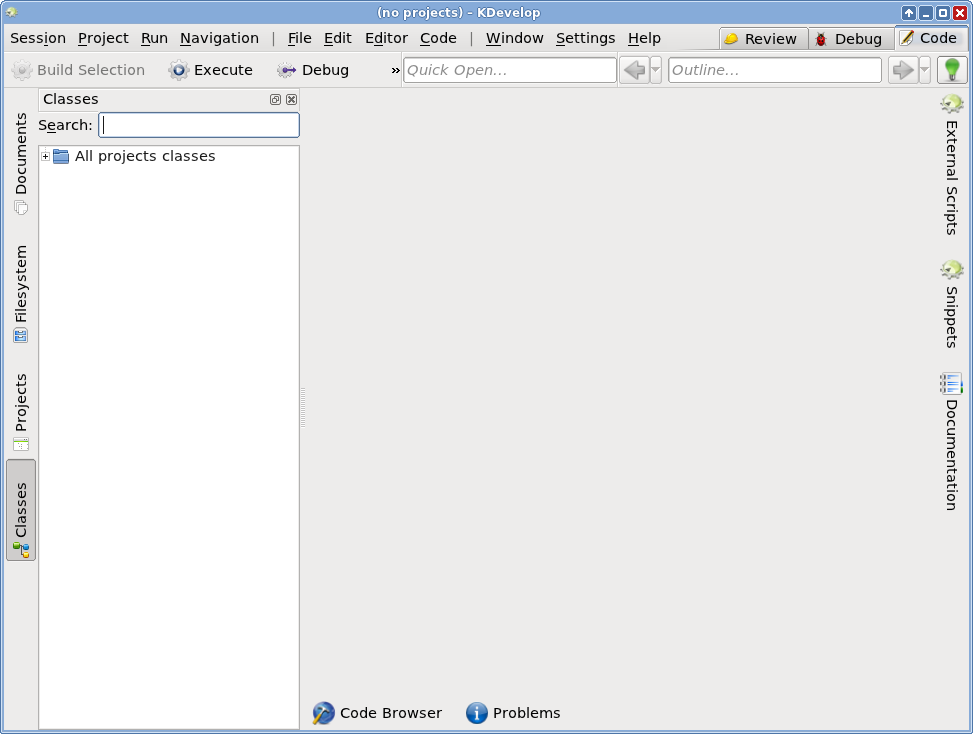 (no projects) - KDevelop
Session Project Run Navigation | File Edit Editor Code | Window Settings Help Review Debug Code
Build Selection Execute Debug » Quick Open... Outline...
Classes
Search:
All projects classes
Documents
Filesystem
Projects
Classes
External Scripts
Snippets
Documentation
Code Browser Problems